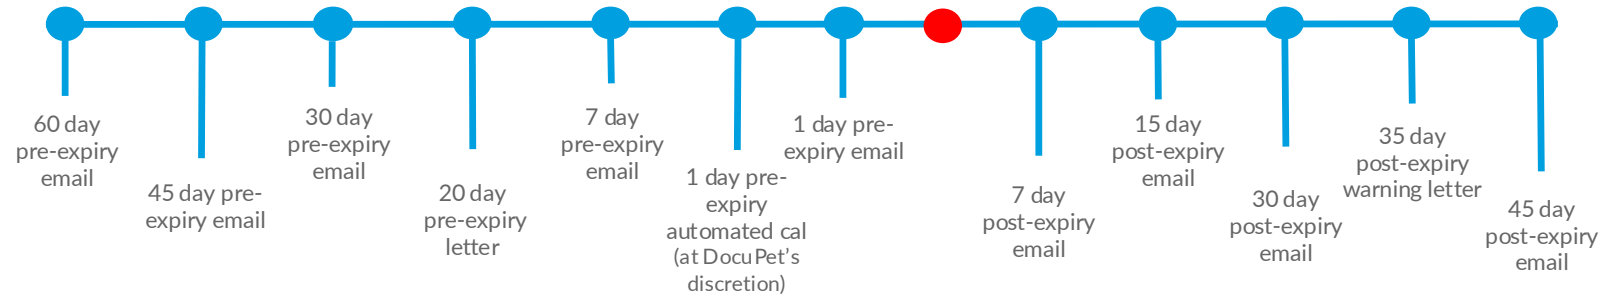 60 day
pre-expiry
email
45 day pre-
expiry email
30 day
pre-expiry
email
20 day
pre-expiry
letter
7 day
pre-expiry
email
1 day pre-
expiry
automated cal
(at DocuPet's
discretion)
1 day pre-
expiry email
7 day
post-expiry
email
15 day
post-expiry
email
30 day
post-expiry
email
35 day
post-expiry
warning letter
45 day
post-expiry
email